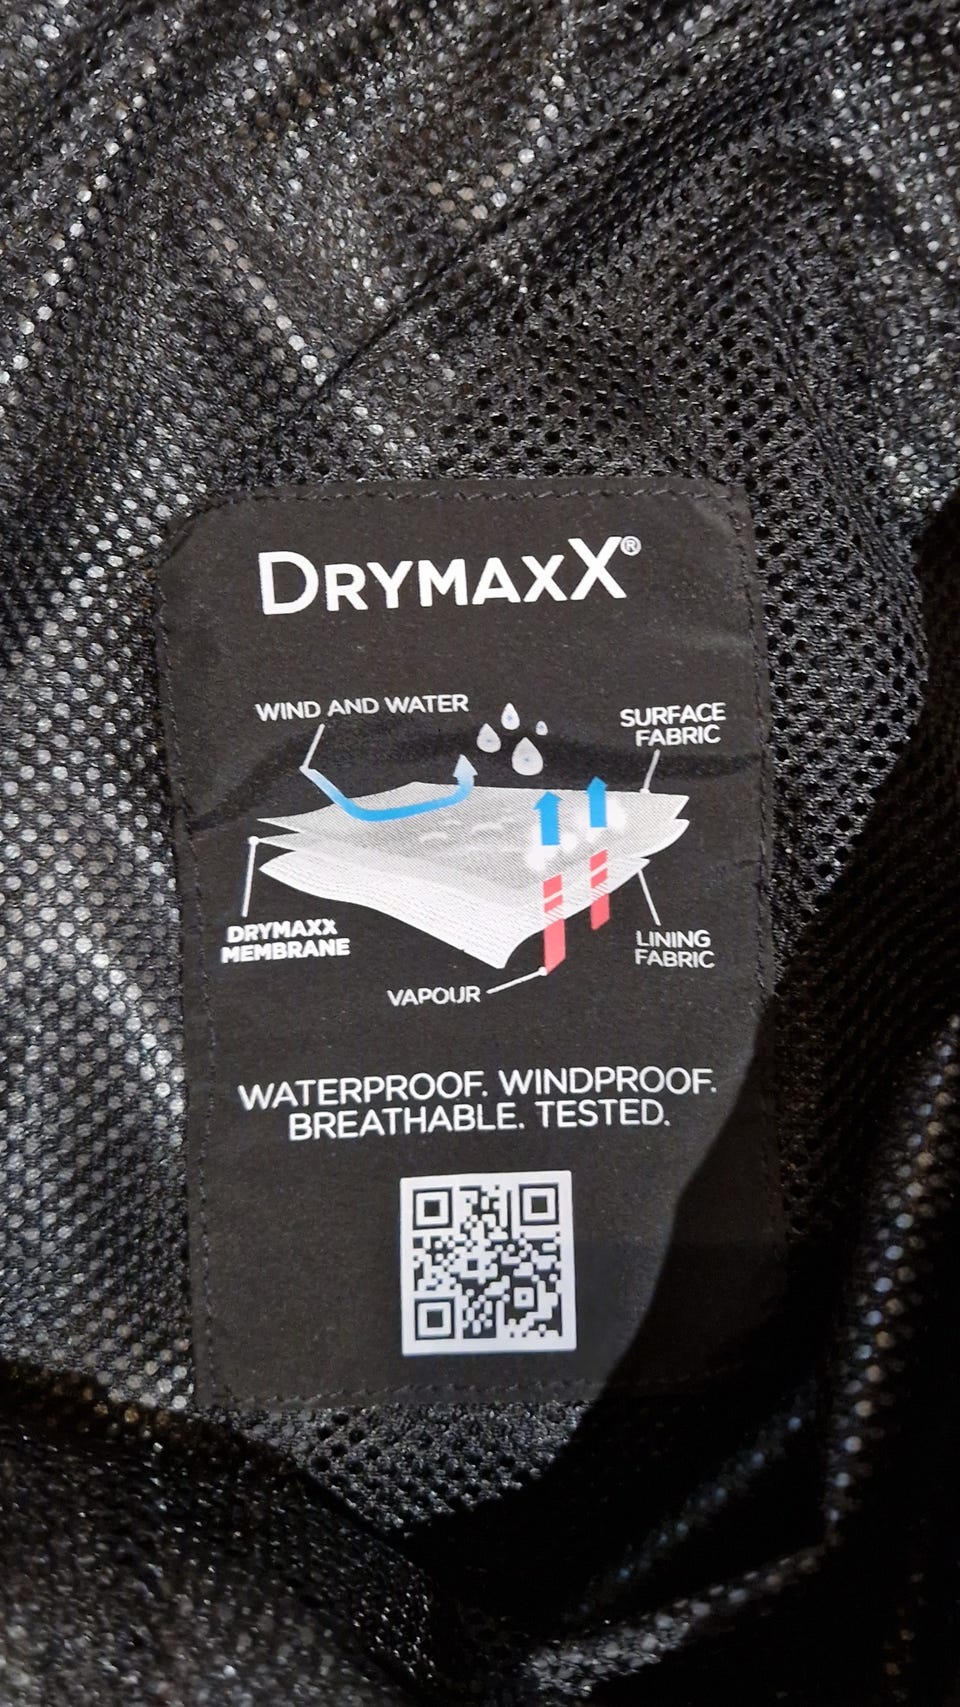 DRYMAXX®
WIND AND WATER
SURFACE
FABRIC
DRYMAXX
MEMBRANE
LINING
FABRIC
VAPOUR
WATERPROOF. WINDPROOF.
BREATHABLE. TESTED.